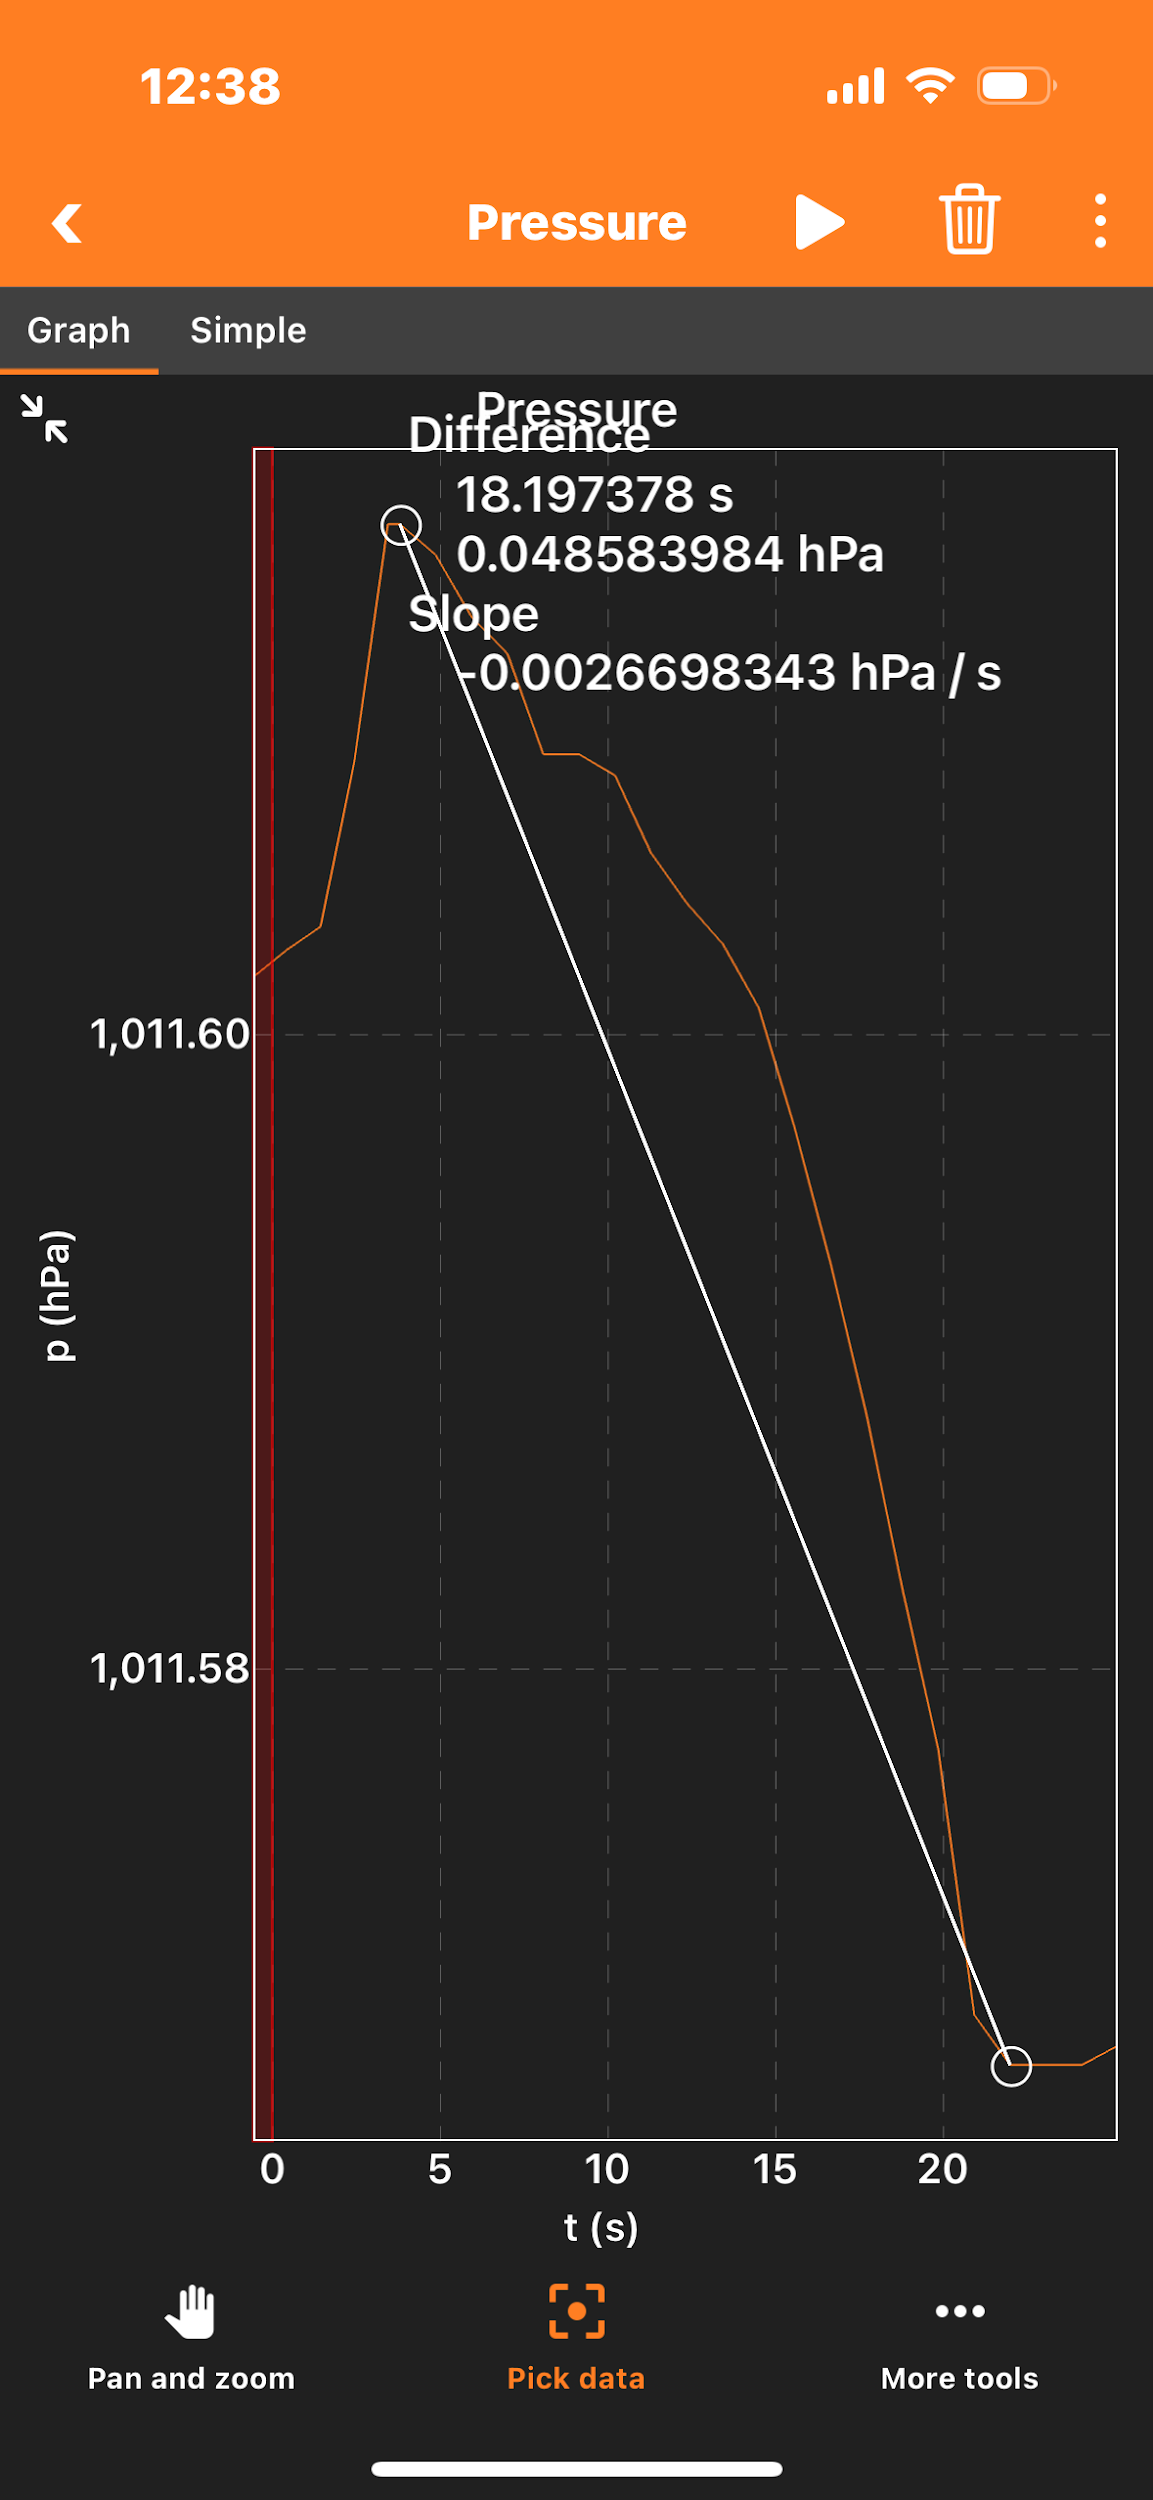 12:38
Pressure
Graph Simple
Pressure
Difference
18.197378 s
0.048583984 hPa
Slope
-0.0026698343 hPa / s
1,011.60
p (hPa)
1,011.58
0 5 10 15 20
t (s)
Pan and zoom Pick data More tools